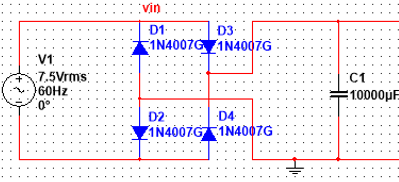 vin
D1
1N4007G
D3
1N4007G
V1
7.5Vrms
60Hz
0°
C1
10000µF
D2
1N4007G
D4
1N4007G